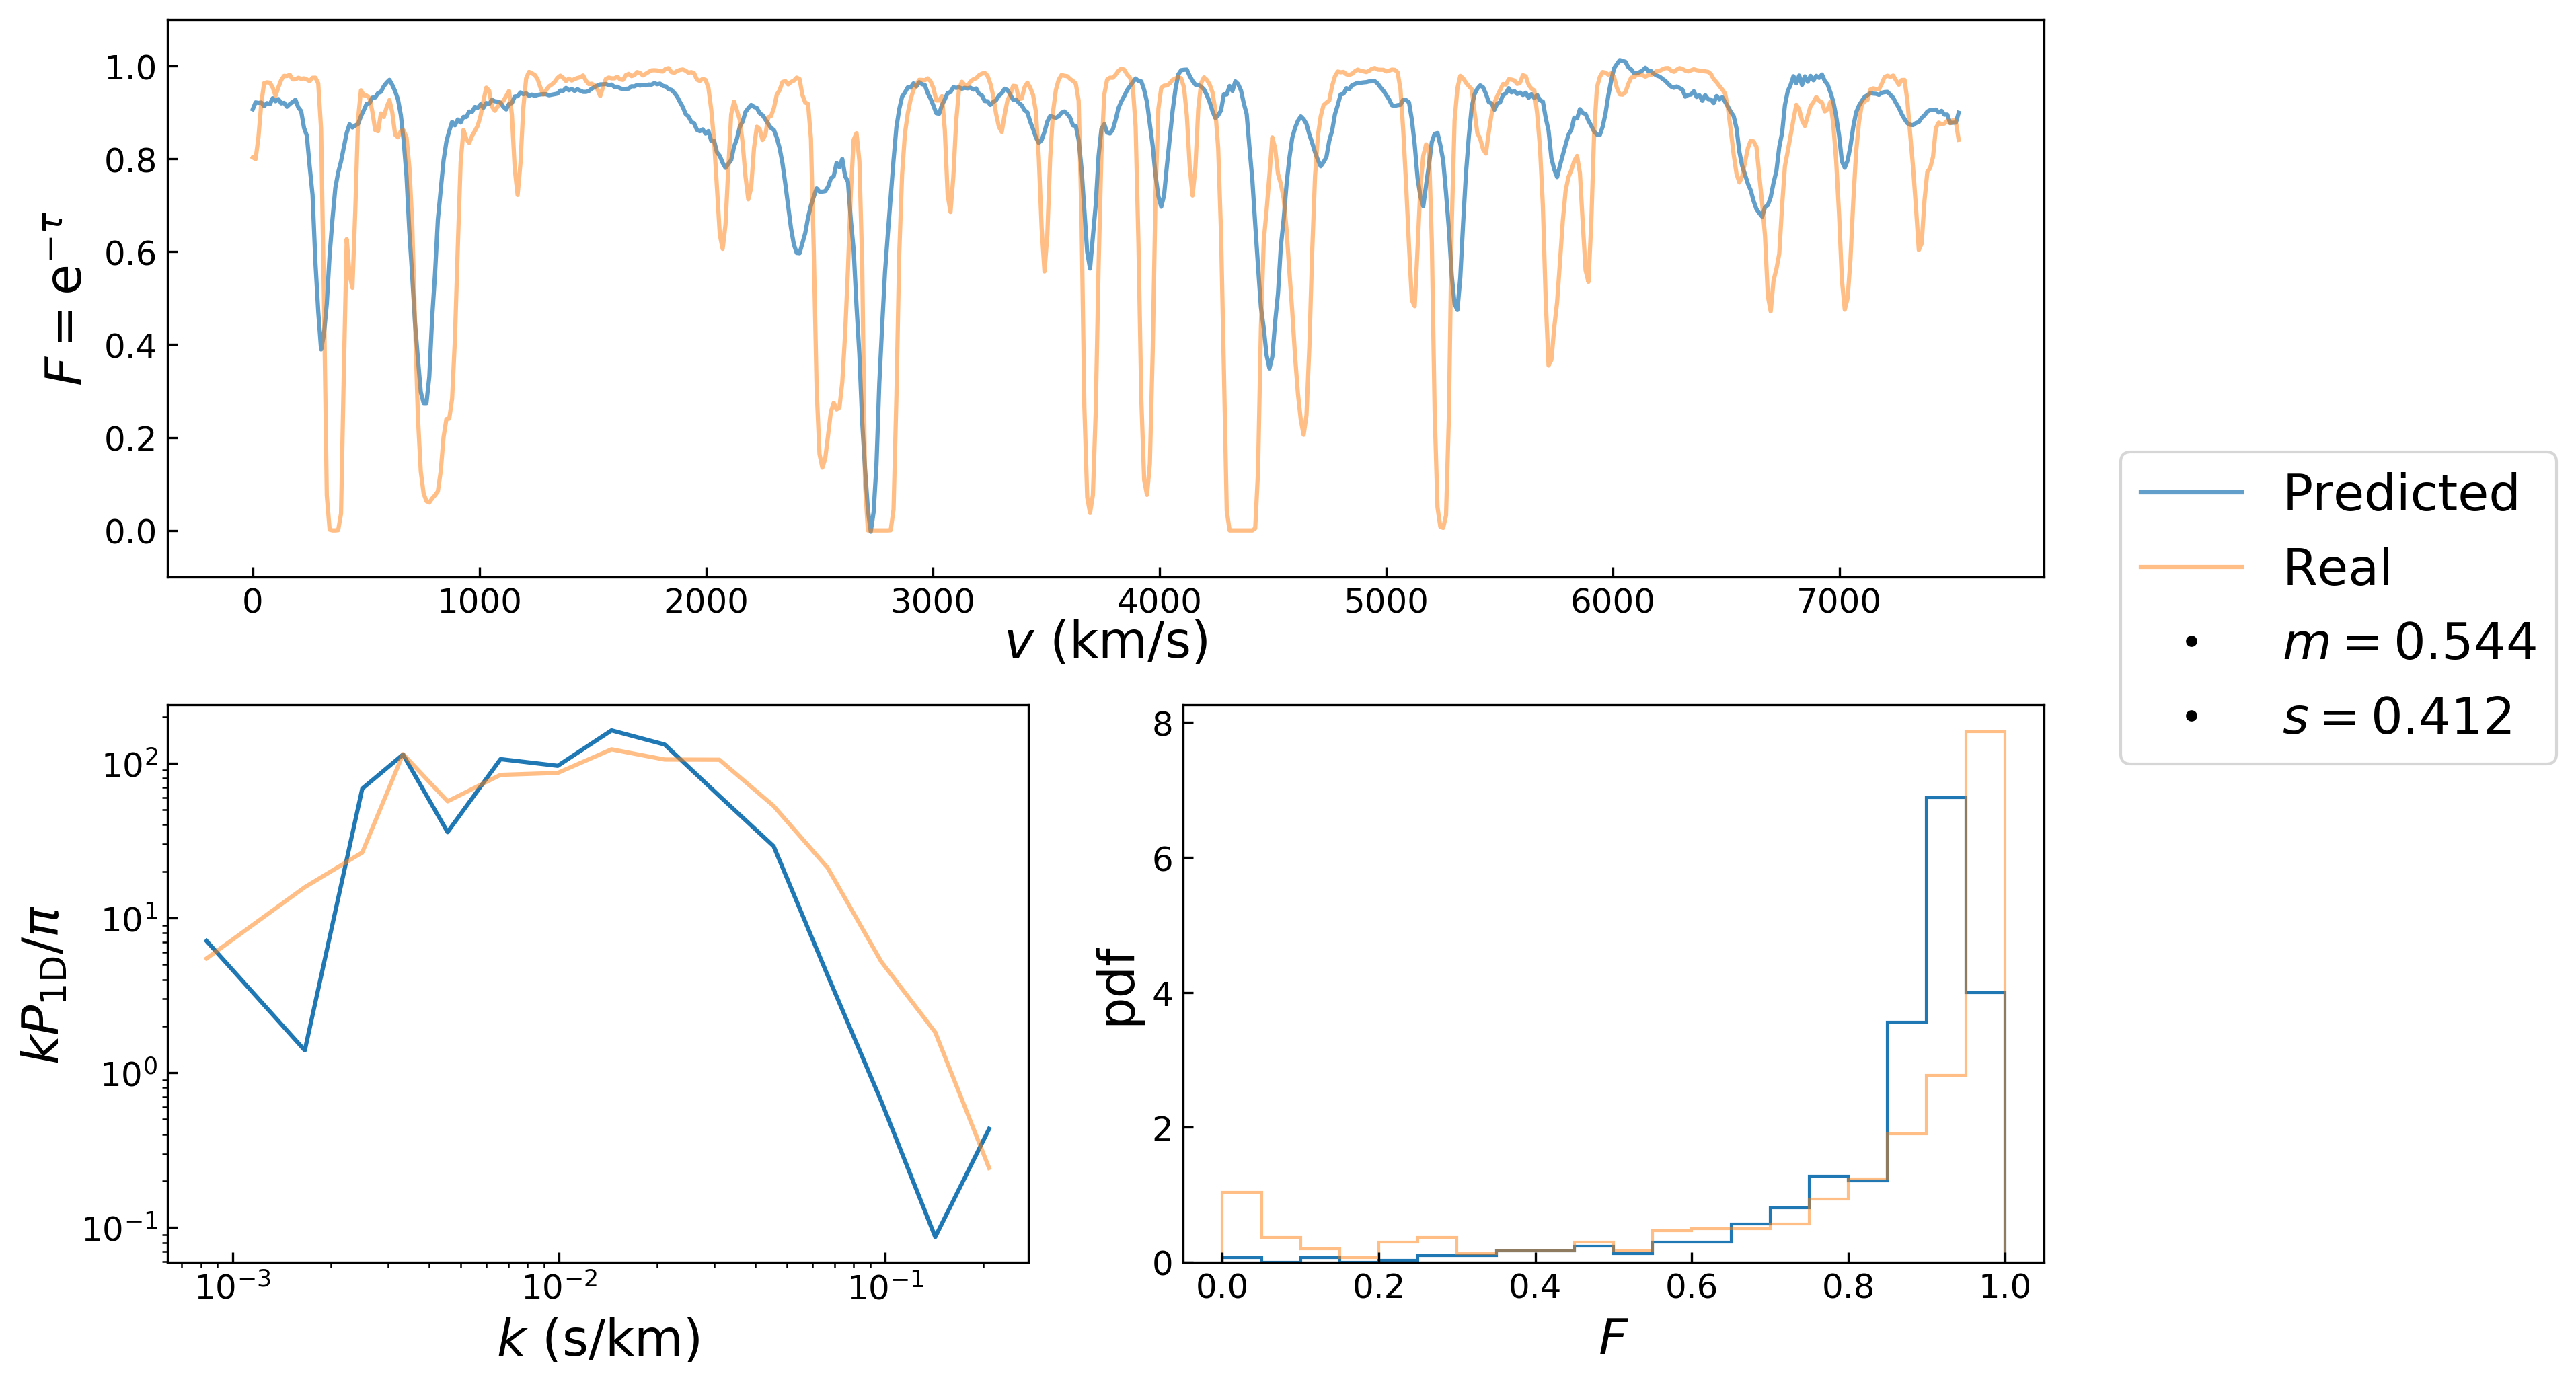 1.0
0.8
0.6
0.4
0.2
0.0
F = e^{-τ}
0 1000 2000 3000 4000 5000 6000 7000
v (km/s)
Predicted
Real
m = 0.544
s = 0.412
10^2
10^1
10^0
10^{-1}
kP_{1D}/π
10^{-3} 10^{-2} 10^{-1}
k (s/km)
8
6
4
2
0
pdf
0.0 0.2 0.4 0.6 0.8 1.0
F